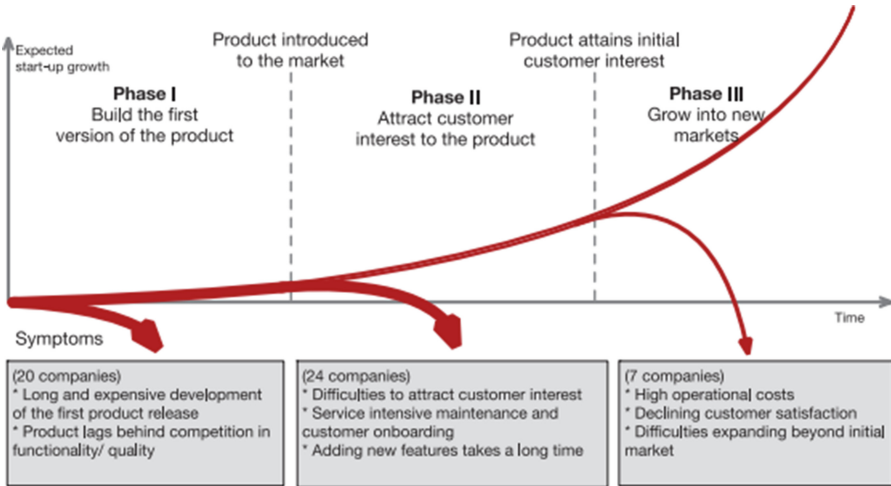 Expected
start-up growth
Product introduced
to the market
Product attains initial
customer interest
Phase I
Build the first
version of the product
Phase II
Attract customer
interest to the product
Phase III
Grow into new
markets
Time
Symptoms
(20 companies)
* Long and expensive development
of the first product release
* Product lags behind competition in
functionality/ quality
(24 companies)
* Difficulties to attract customer interest
* Service intensive maintenance and
customer onboarding
* Adding new features takes a long time
(7 companies)
* High operational costs
* Declining customer satisfaction
* Difficulties expanding beyond initial
market